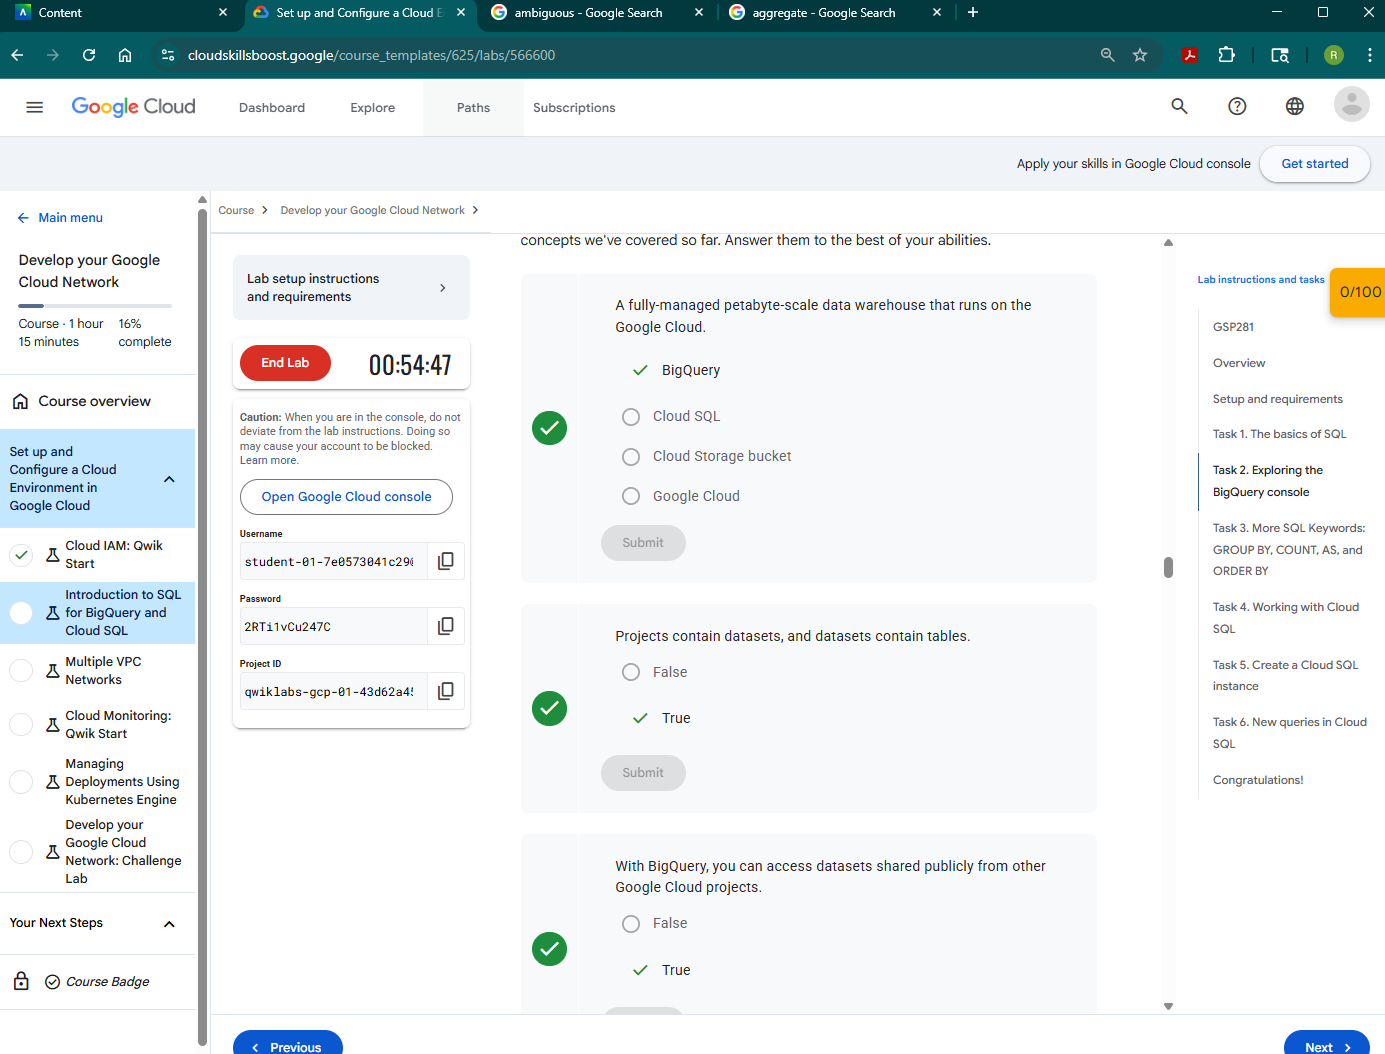 Content
Set up and Configure a Cloud E
ambiguous - Google Search
aggregate - Google Search
cloudskillsboost.google/course_templates/625/labs/566600
R
Google Cloud
Dashboard
Explore
Paths
Subscriptions
Apply your skills in Google Cloud console
Get started
Main menu
Develop your Google
Cloud Network
Course · 1 hour
15 minutes
16%
complete
Course overview
Set up and
Configure a Cloud
Environment in
Google Cloud
Cloud IAM: Qwik
Start
Introduction to SQL
for BigQuery and
Cloud SQL
Multiple VPC
Networks
Cloud Monitoring:
Qwik Start
Managing
Deployments Using
Kubernetes Engine
Develop your
Google Cloud
Network: Challenge
Lab
Your Next Steps
Course Badge
Course
Develop your Google Cloud Network
Lab setup instructions
and requirements
End Lab
00:54:47
Caution: When you are in the console, do not
deviate from the lab instructions. Doing so
may cause your account to be blocked.
Learn more.
Open Google Cloud console
Username
student-01-7e0573041c290
Password
2RTi1vCu247C
Project ID
qwiklabs-gcp-01-43d62a45
concepts we've covered so far. Answer them to the best of your abilities.
A fully-managed petabyte-scale data warehouse that runs on the
Google Cloud.
BigQuery
Cloud SQL
Cloud Storage bucket
Google Cloud
Submit
Projects contain datasets, and datasets contain tables.
False
True
Submit
With BigQuery, you can access datasets shared publicly from other
Google Cloud projects.
False
True
Previous
Next
Lab instructions and tasks
0/100
GSP281
Overview
Setup and requirements
Task 1. The basics of SQL
Task 2. Exploring the
BigQuery console
Task 3. More SQL Keywords:
GROUP BY, COUNT, AS, and
ORDER BY
Task 4. Working with Cloud
SQL
Task 5. Create a Cloud SQL
instance
Task 6. New queries in Cloud
SQL
Congratulations!